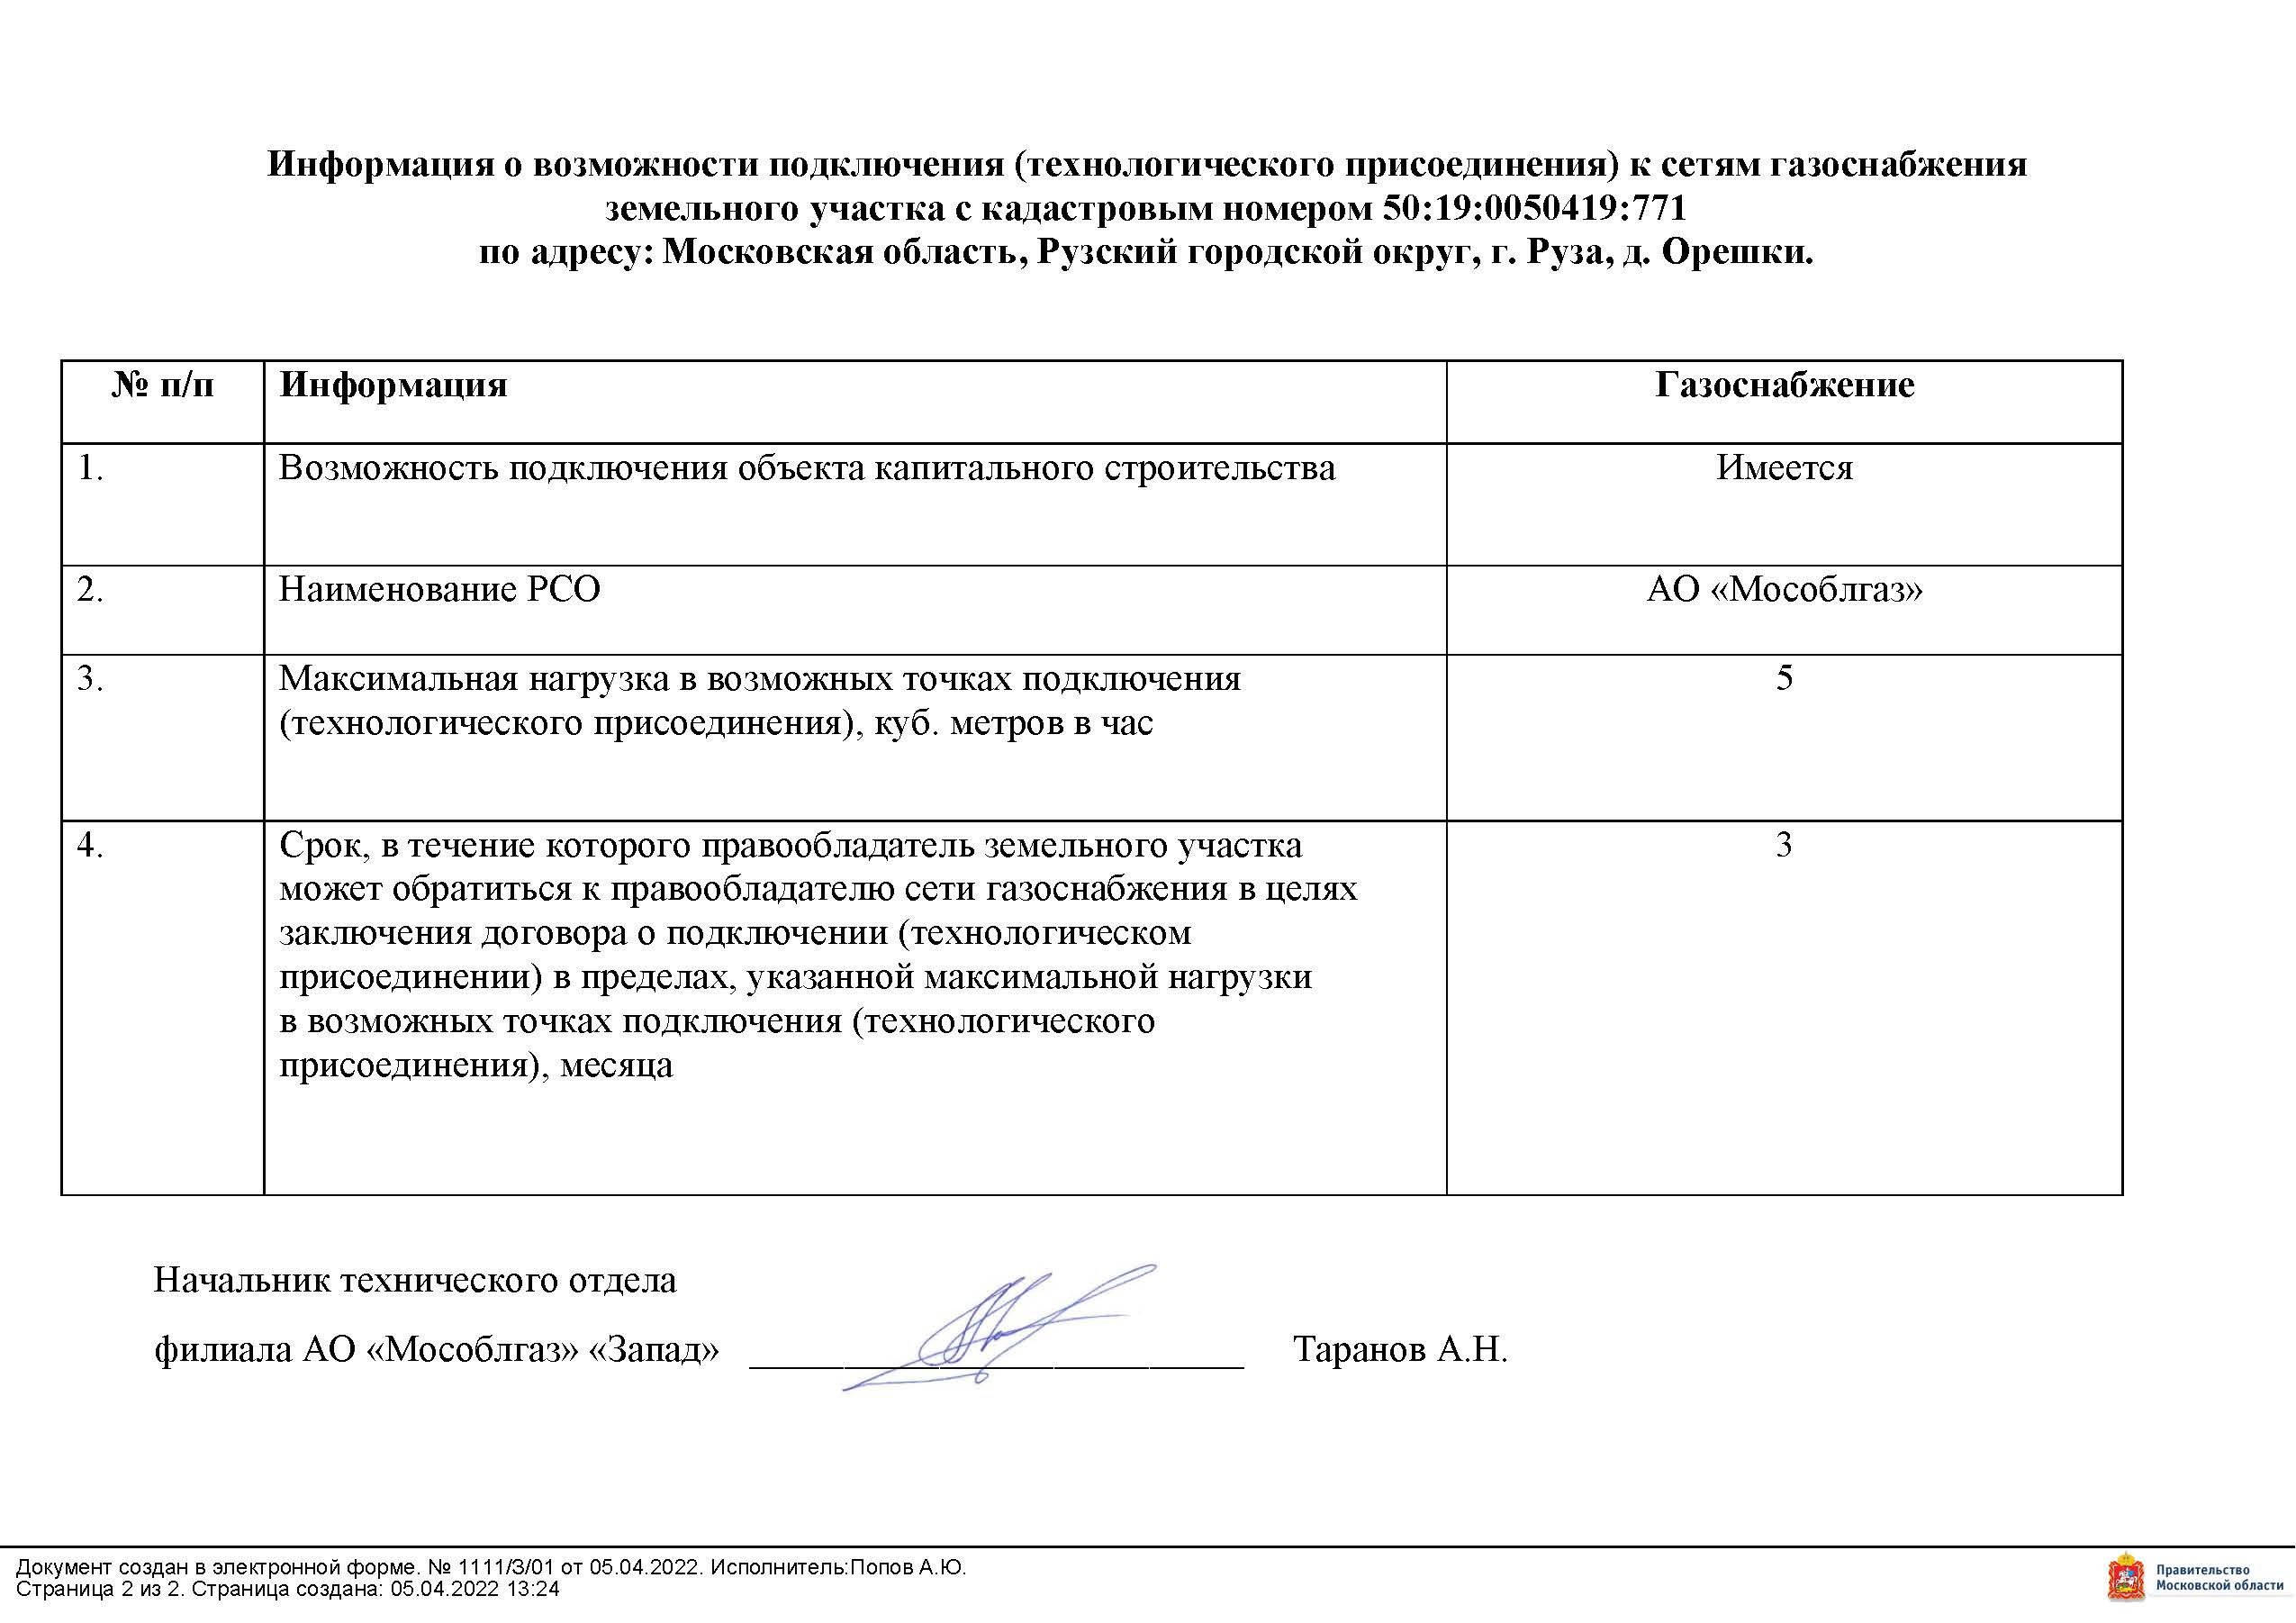 Информация о возможности подключения (технологического присоединения) к сетям газоснабжения
земельного участка с кадастровым номером 50:19:0050419:771
по адресу: Московская область, Рузский городской округ, г. Руза, д. Орешки.
№ п/п Информация Газоснабжение
1. Возможность подключения объекта капитального строительства Имеется
2. Наименование РСО АО «Мособлгаз»
3. Максимальная нагрузка в возможных точках подключения 5
(технологического присоединения), куб. метров в час
4. Срок, в течение которого правообладатель земельного участка 3
может обратиться к правообладателю сети газоснабжения в целях
заключения договора о подключении (технологическом
присоединении) в пределах, указанной максимальной нагрузки
в возможных точках подключения (технологического
присоединения), месяца
Начальник технического отдела
филиала АО «Мособлгаз» «Запад» Таранов А.Н.
Документ создан в электронной форме. № 1111/3/01 от 05.04.2022. Исполнитель:Попов А.Ю.
Страница 2 из 2. Страница создана: 05.04.2022 13:24
Правительство
Московской области